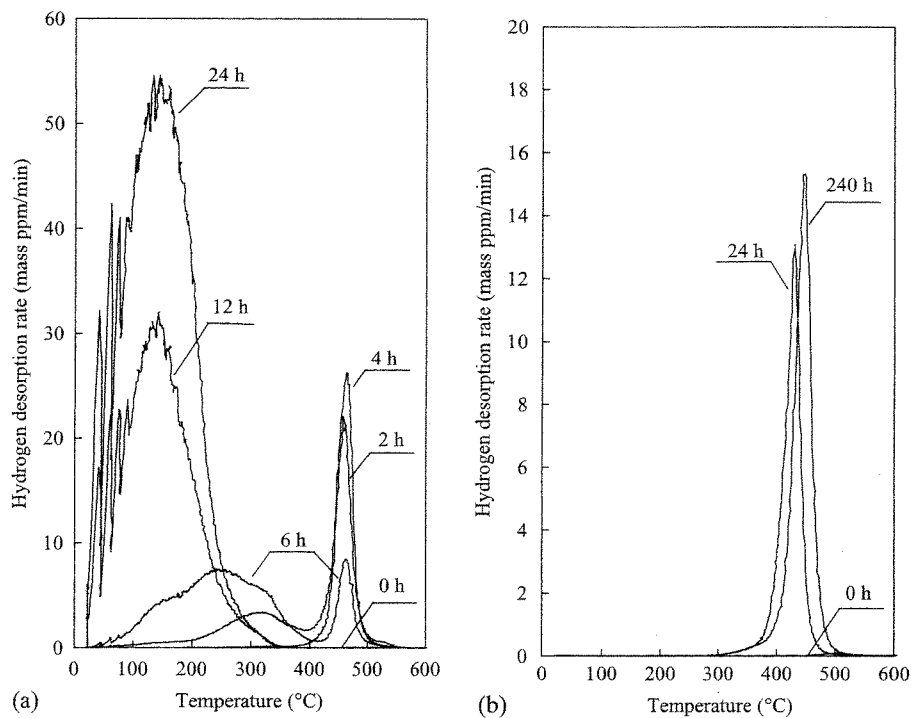 60
50
40
30
20
10
0
Hydrogen desorption rate (mass ppm/min)
24 h
12 h
4 h
2 h
6 h
0 h
0 100 200 300 400 500 600
Temperature (°C)
(a)
20
18
16
14
12
10
8
6
4
2
0
Hydrogen desorption rate (mass ppm/min)
240 h
24 h
0 h
0 100 200 300 400 500 600
Temperature (°C)
(b)